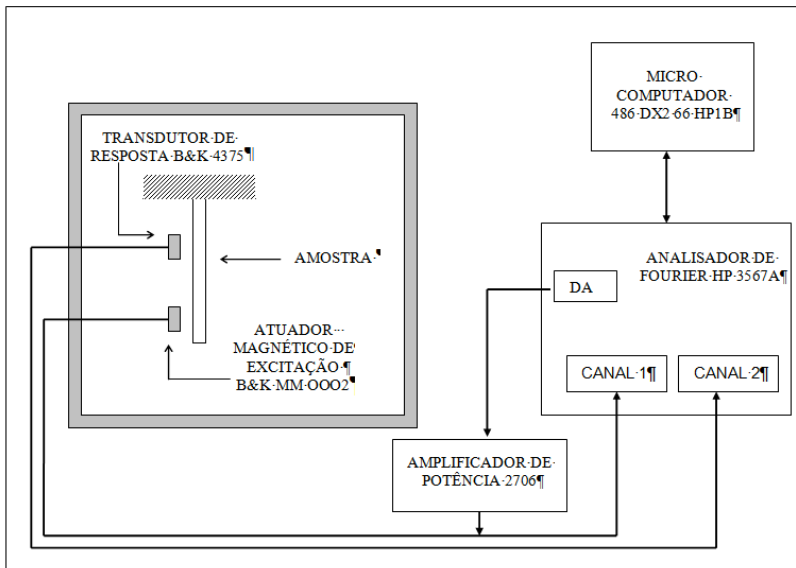 TRANSDUTOR·DE·
RESPOSTA·B&K·4375¶
AMOSTRA·¶
ATUADOR···
MAGNÉTICO·DE·
EXCITAÇÃO·¶
B&K·MM·OOO2¶
MICRO·
COMPUTADOR·
486·DX2·66·HP1B¶
ANALISADOR·DE·
FOURIER·HP·3567A¶
DA
CANAL·1¶
CANAL·2¶
AMPLIFICADOR·DE·
POTÊNCIA·2706¶